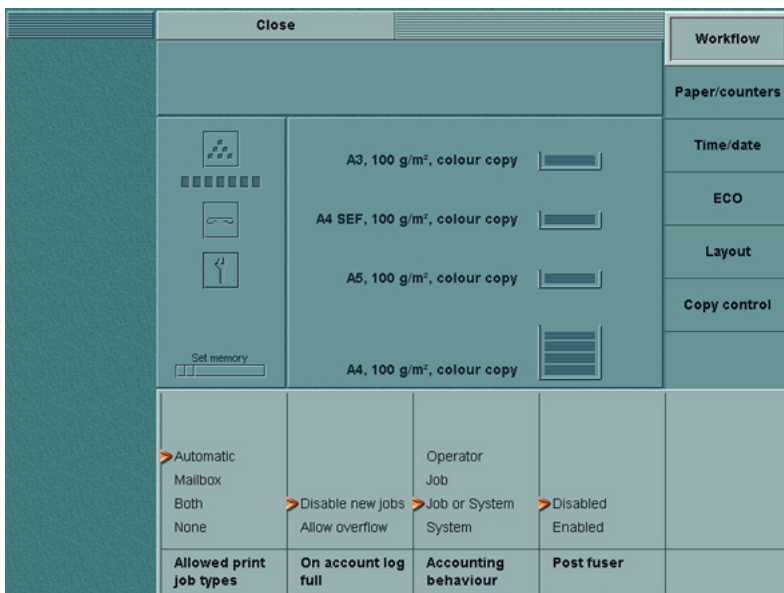 Close
Workflow
Paper/counters
Time/date
ECO
Layout
Copy control
A3, 100 g/m², colour copy
A4 SEF, 100 g/m², colour copy
A5, 100 g/m², colour copy
A4, 100 g/m², colour copy
Set memory
Automatic
Mailbox
Both
None
Allowed print
job types
Disable new jobs
Allow overflow
On account log
full
Operator
Job
Job or System
System
Accounting
behaviour
Disabled
Enabled
Post fuser